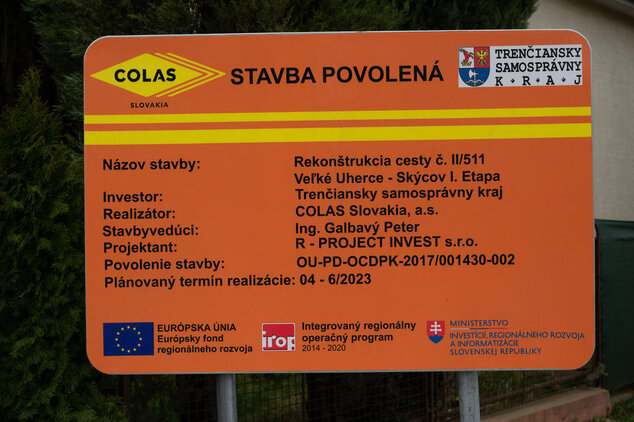 COLAS
SLOVAKIA
STAVBA POVOLENÁ
TRENČIANSKY
SAMOSPRÁVNY
K · R · A · J
Názov stavby: Rekonštrukcia cesty č. II/511
Veľké Uherce - Skýcov I. Etapa
Investor: Trenčiansky samosprávny kraj
Realizátor: COLAS Slovakia, a.s.
Stavbyvedúci: Ing. Galbavý Peter
Projektant: R - PROJECT INVEST s.r.o.
Povolenie stavby: OU-PD-OCDPK-2017/001430-002
Plánovaný termín realizácie: 04 - 6/2023
EURÓPSKA ÚNIA
Európsky fond
regionálneho rozvoja
irop
Integrovaný regionálny
operačný program
2014 - 2020
MINISTERSTVO
INVESTÍCIÍ, REGIONÁLNEHO ROZVOJA
A INFORMATIZÁCIE
SLOVENSKEJ REPUBLIKY